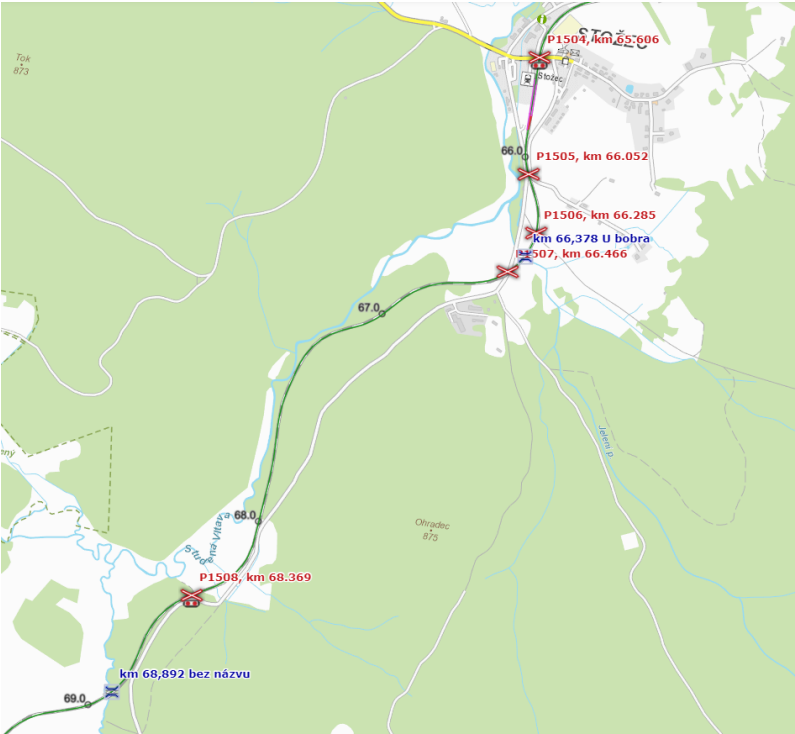 Tok
873
STOŽEC
P1504, km 65.606
Stožec
66.0
P1505, km 66.052
P1506, km 66.285
km 66,378 U bobra
P1507, km 66.466
67.0
Jelení p.
ený
Studená Vltava
68.0
Ohradec
875
P1508, km 68.369
km 68,892 bez názvu
69.0